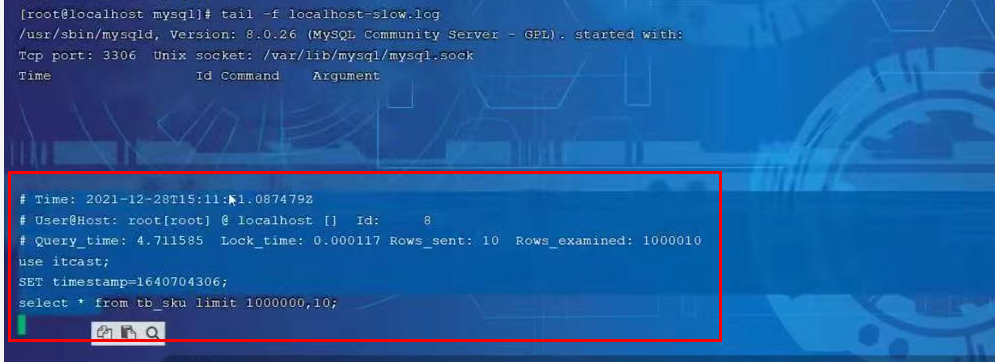 [root@localhost mysql]# tail -f localhost-slow.log
/usr/sbin/mysqld, Version: 8.0.26 (MySQL Community Server - GPL). started with:
Tcp port: 3306  Unix socket: /var/lib/mysql/mysql.sock
Time                 Id Command    Argument
# Time: 2021-12-28T15:11:51.087479Z
# User@Host: root[root] @ localhost []  Id:     8
# Query_time: 4.711585  Lock_time: 0.000117 Rows_sent: 10  Rows_examined: 1000010
use itcast;
SET timestamp=1640704306;
select * from tb_sku limit 1000000,10;